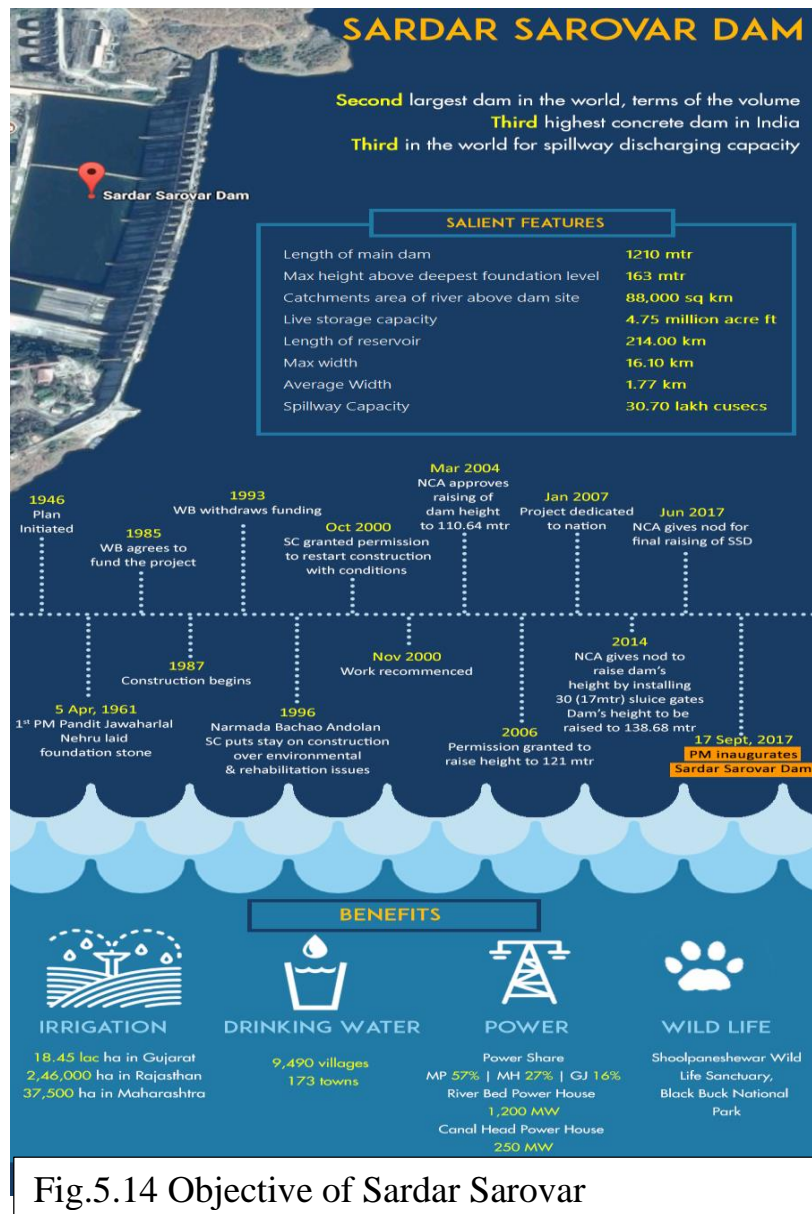 SARDAR SAROVAR DAM
Second largest dam in the world, terms of the volume
Third highest concrete dam in India
Third in the world for spillway discharging capacity
Sardar Sarovar Dam
SALIENT FEATURES
Length of main dam 1210 mtr
Max height above deepest foundation level 163 mtr
Catchments area of river above dam site 88,000 sq km
Live storage capacity 4.75 million acre ft
Length of reservoir 214.00 km
Max width 16.10 km
Average Width 1.77 km
Spillway Capacity 30.70 lakh cusecs
1946
Plan
Initiated
1985
WB agrees to
fund the project
1993
WB withdraws funding
Oct 2000
SC granted permission
to restart construction
with conditions
Mar 2004
NCA approves
raising of
dam height
to 110.64 mtr
Jan 2007
Project dedicated
to nation
Jun 2017
NCA gives nod for
final raising of SSD
5 Apr, 1961
1st PM Pandit Jawaharlal
Nehru laid
foundation stone
1987
Construction begins
1996
Narmada Bachao Andolan
SC puts stay on construction
over environmental
& rehabilitation issues
Nov 2000
Work recommenced
2006
Permission granted to
raise height to 121 mtr
2014
NCA gives nod to
raise dam's
height by installing
30 (17mtr) sluice gates
Dam's height to be
raised to 138.68 mtr
17 Sept, 2017
PM inaugurates
Sardar Sarovar Dam
BENEFITS
IRRIGATION
18.45 lac ha in Gujarat
2,46,000 ha in Rajasthan
37,500 ha in Maharashtra
DRINKING WATER
9,490 villages
173 towns
POWER
Power Share
MP 57% | MH 27% | GJ 16%
River Bed Power House
1,200 MW
Canal Head Power House
250 MW
WILD LIFE
Shoolpaneshewar Wild
Life Sanctuary,
Black Buck National
Park
Fig.5.14 Objective of Sardar Sarovar